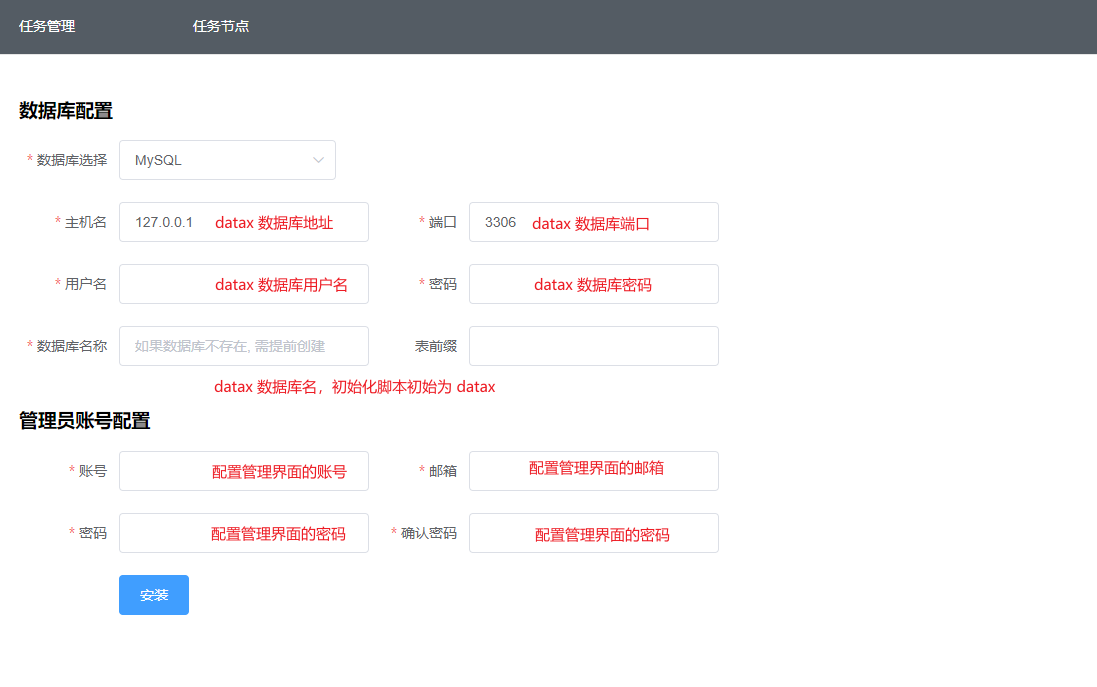 任务管理 任务节点
数据库配置
* 数据库选择 MySQL
* 主机名 127.0.0.1 datax 数据库地址 * 端口 3306 datax 数据库端口
* 用户名 datax 数据库用户名 * 密码 datax 数据库密码
* 数据库名称 如果数据库不存在, 需提前创建 表前缀
datax 数据库名，初始化脚本初始为 datax
管理员账号配置
* 账号 配置管理界面的账号 * 邮箱 配置管理界面的邮箱
* 密码 配置管理界面的密码 * 确认密码 配置管理界面的密码
安装